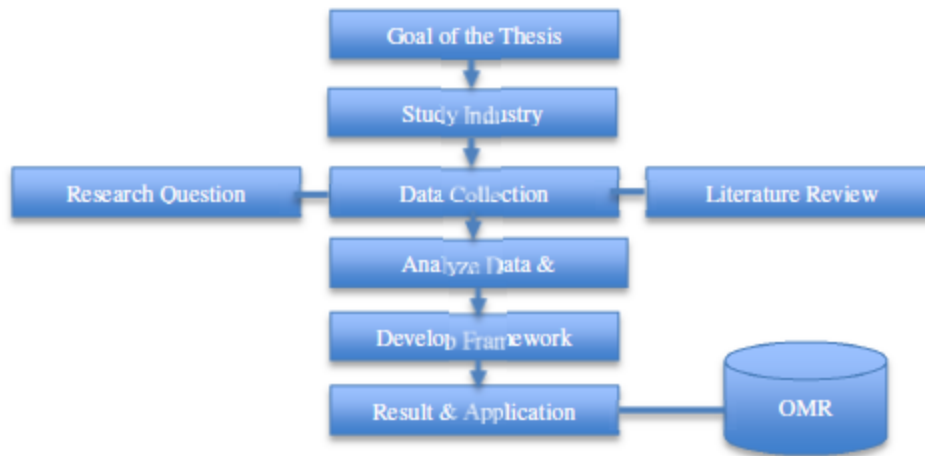 Goal of the Thesis
Study Industry
Research Question
Data Collection
Literature Review
Analyze Data &
Develop Framework
Result & Application
OMR